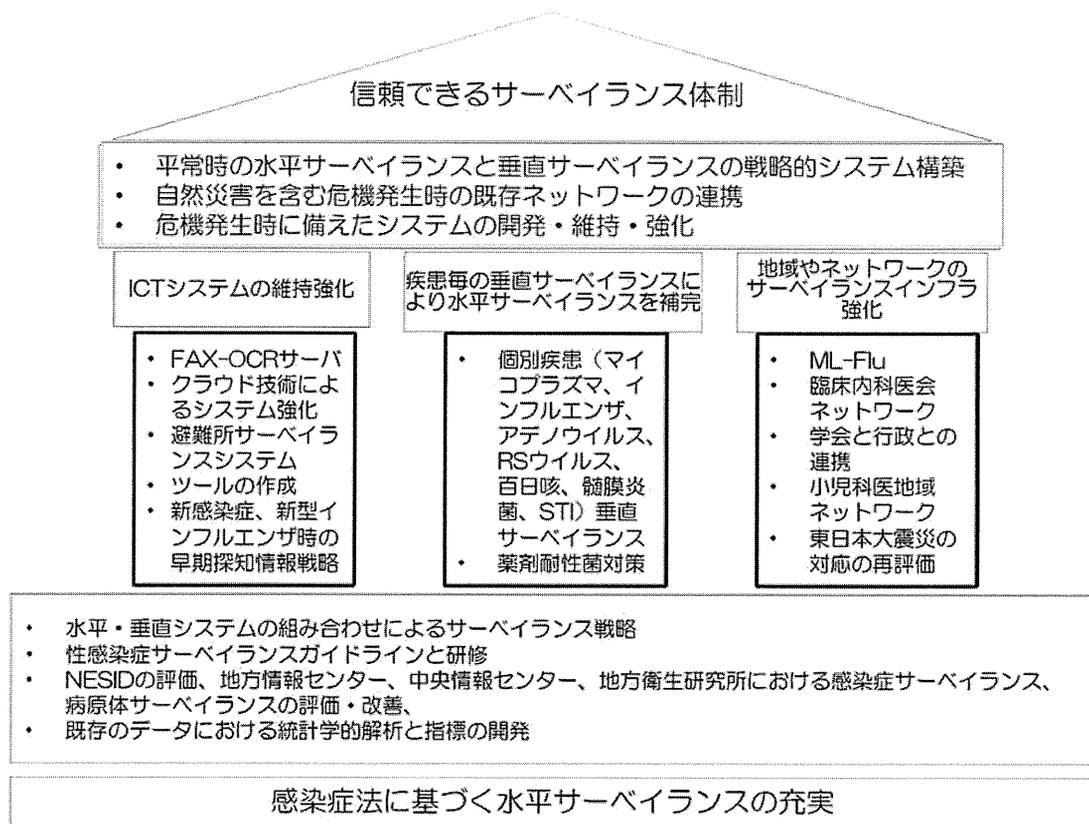 信頼できるサーベイランス体制
• 平常時の水平サーベイランスと垂直サーベイランスの戦略的システム構築
• 自然災害を含む危機発生時の既存ネットワークの連携
• 危機発生時に備えたシステムの開発・維持・強化
ICTシステムの維持強化
• FAX-OCRサーバ
• クラウド技術によ
るシステム強化
• 避難所サーベイラ
ンスシステム
• ツールの作成
• 新感染症、新型イ
ンフルエンザ時の
早期探知情報戦略
疾患毎の垂直サーベイランスに
より水平サーベイランスを補完
• 個別疾患（マイ
コプラズマ、イ
ンフルエンザ、
アデノウイルス、
RSウイルス、
百日咳、髄膜炎
菌、STI）垂直
サーベイランス
• 薬剤耐性菌対策
地域やネットワークの
サーベイランスインフラ
強化
• ML-Flu
• 臨床内科医会
ネットワーク
• 学会と行政との
連携
• 小児科医地域
ネットワーク
• 東日本大震災の
対応の再評価
• 水平・垂直システムの組み合わせによるサーベイランス戦略
• 性感染症サーベイランスガイドラインと研修
• NESIDの評価、地方情報センター、中央情報センター、地方衛生研究所における感染症サーベイランス、
病原体サーベイランスの評価・改善、
• 既存のデータにおける統計学的解析と指標の開発
感染症法に基づく水平サーベイランスの充実